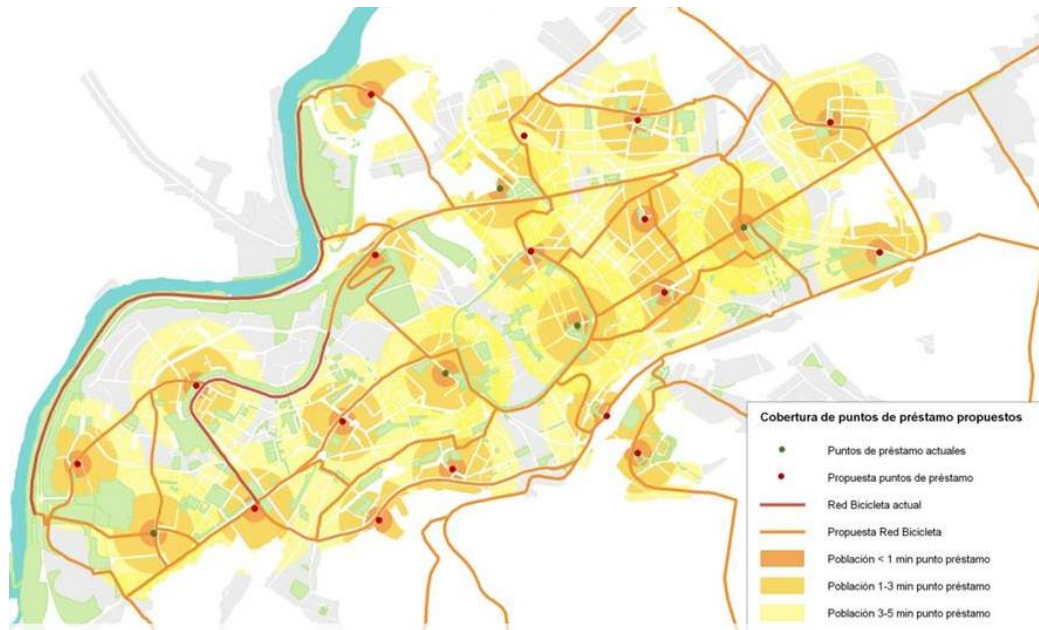 Cobertura de puntos de préstamo propuestos
Puntos de préstamo actuales
Propuesta puntos de préstamo
Red Bicicleta actual
Propuesta Red Bicicleta
Población < 1 min punto préstamo
Población 1-3 min punto préstamo
Población 3-5 min punto préstamo